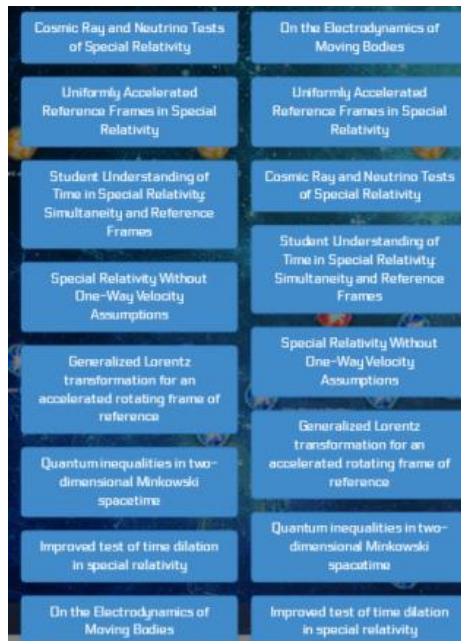 Cosmic Ray and Neutrino Tests
of Special Relativity
Uniformly Accelerated
Reference Frames in Special
Relativity
Student Understanding of
Time in Special Relativity:
Simultaneity and Reference
Frames
Special Relativity Without
One-Way Velocity
Assumptions
Generalized Lorentz
transformation for an
accelerated rotating frame of
reference
Quantum inequalities in two-
dimensional Minkowski
spacetime
Improved test of time dilation
in special relativity
On the Electrodynamics of
Moving Bodies
On the Electrodynamics of
Moving Bodies
Uniformly Accelerated
Reference Frames in Special
Relativity
Cosmic Ray and Neutrino Tests
of Special Relativity
Student Understanding of
Time in Special Relativity:
Simultaneity and Reference
Frames
Special Relativity Without
One-Way Velocity
Assumptions
Generalized Lorentz
transformation for an
accelerated rotating frame of
reference
Quantum inequalities in two-
dimensional Minkowski
spacetime
Improved test of time dilation
in special relativity